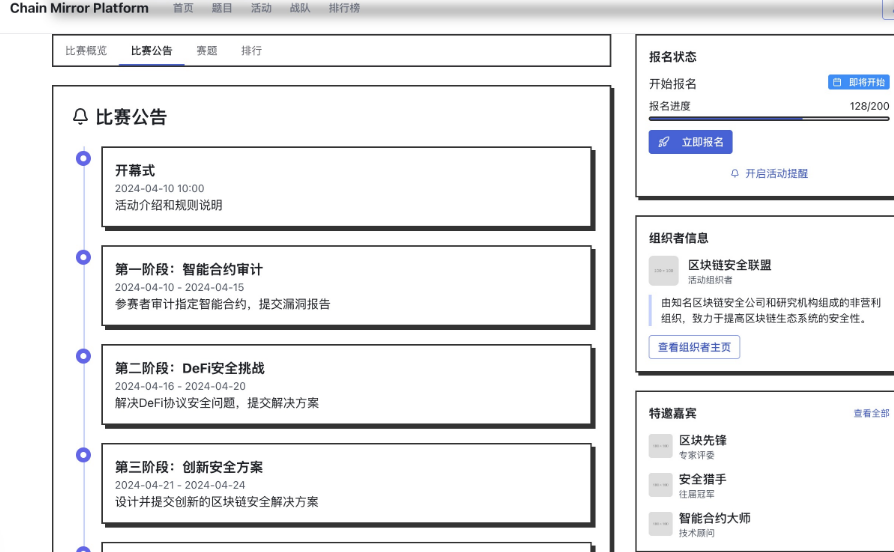 Chain Mirror Platform 首页 题目 活动 战队 排行榜
比赛概览 比赛公告 赛题 排行
比赛公告
开幕式
2024-04-10 10:00
活动介绍和规则说明
第一阶段：智能合约审计
2024-04-10 - 2024-04-15
参赛者审计指定智能合约，提交漏洞报告
第二阶段：DeFi安全挑战
2024-04-16 - 2024-04-20
解决DeFi协议安全问题，提交解决方案
第三阶段：创新安全方案
2024-04-21 - 2024-04-24
设计并提交创新的区块链安全解决方案
报名状态
开始报名 即将开始
报名进度 128/200
立即报名
开启活动提醒
组织者信息
区块链安全联盟
活动组织者
由知名区块链安全公司和研究机构组成的非营利
组织，致力于提高区块链生态系统的安全性。
查看组织者主页
特邀嘉宾 查看全部
区块先锋
专家评委
安全猎手
往届冠军
智能合约大师
技术顾问